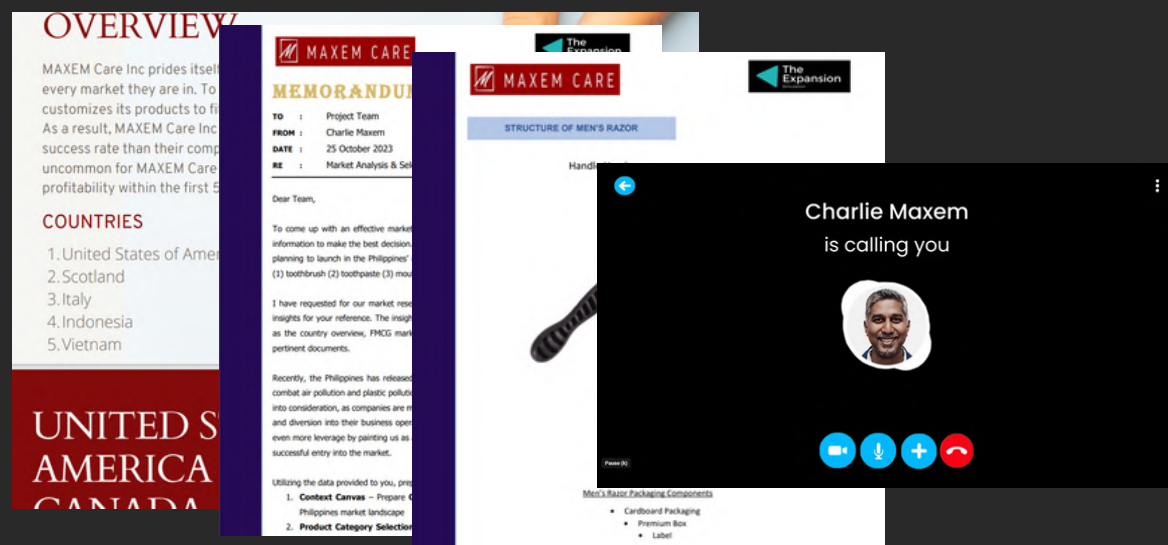 OVERVIEW
MAXEM Care Inc prides itself
every market they are in. To
customizes its products to fi
As a result, MAXEM Care Inc
success rate than their comp
uncommon for MAXEM Care
profitability within the first 5
COUNTRIES
1. United States of Amer
2. Scotland
3. Italy
4. Indonesia
5. Vietnam
UNITED S
AMERICA
CANADA
MAXEM CARE
The
Expansion
MEMORANDU
TO : Project Team
FROM : Charlie Maxem
DATE : 25 October 2023
RE : Market Analysis & Sel
Dear Team,
To come up with an effective market
information to make the best decision.
planning to launch in the Philippines'
(1) toothbrush (2) toothpaste (3) mou
I have requested for our market rese
insights for your reference. The insigh
as the country overview, FMCG mark
pertinent documents.
Recently, the Philippines has released
combat air pollution and plastic pollutio
into consideration, as companies are m
and diversion into their business oper
even more leverage by painting us as
successful entry into the market.
Utilizing the data provided to you, prep
1. Context Canvas – Prepare C
Philippines market landscape
2. Product Category Selection
MAXEM CARE
The
Expansion
Simulation
STRUCTURE OF MEN'S RAZOR
Handle
Men's Razor Packaging Components
• Cardboard Packaging
• Premium Box
• Label
Charlie Maxem
is calling you
Pause (k)